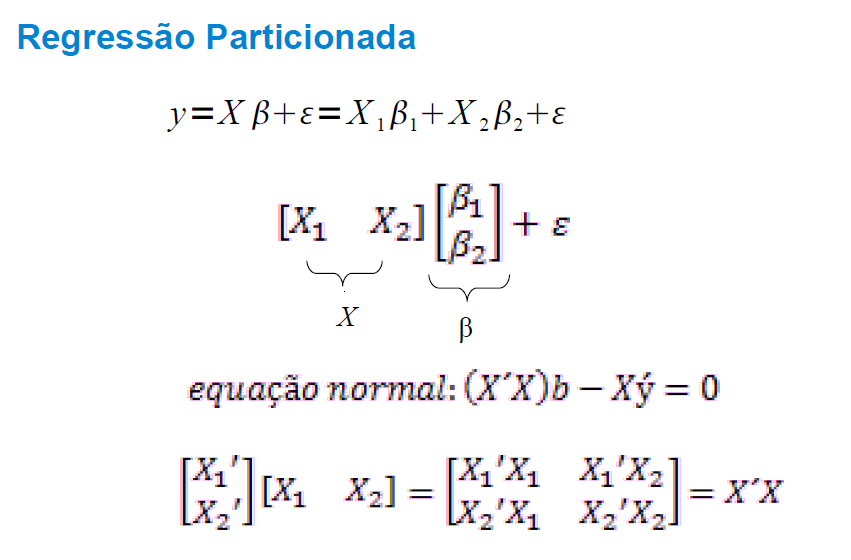 Regressão Particionada
y=Xβ+ε=X₁β₁+X₂β₂+ε
[X₁ X₂][β₁ β₂]+ ε
X β
equação normal: (X´X)b − Xý = 0
[X₁′ X₂′][X₁ X₂] = [X₁′X₁ X₁′X₂ X₂′X₁ X₂′X₂] = X´X